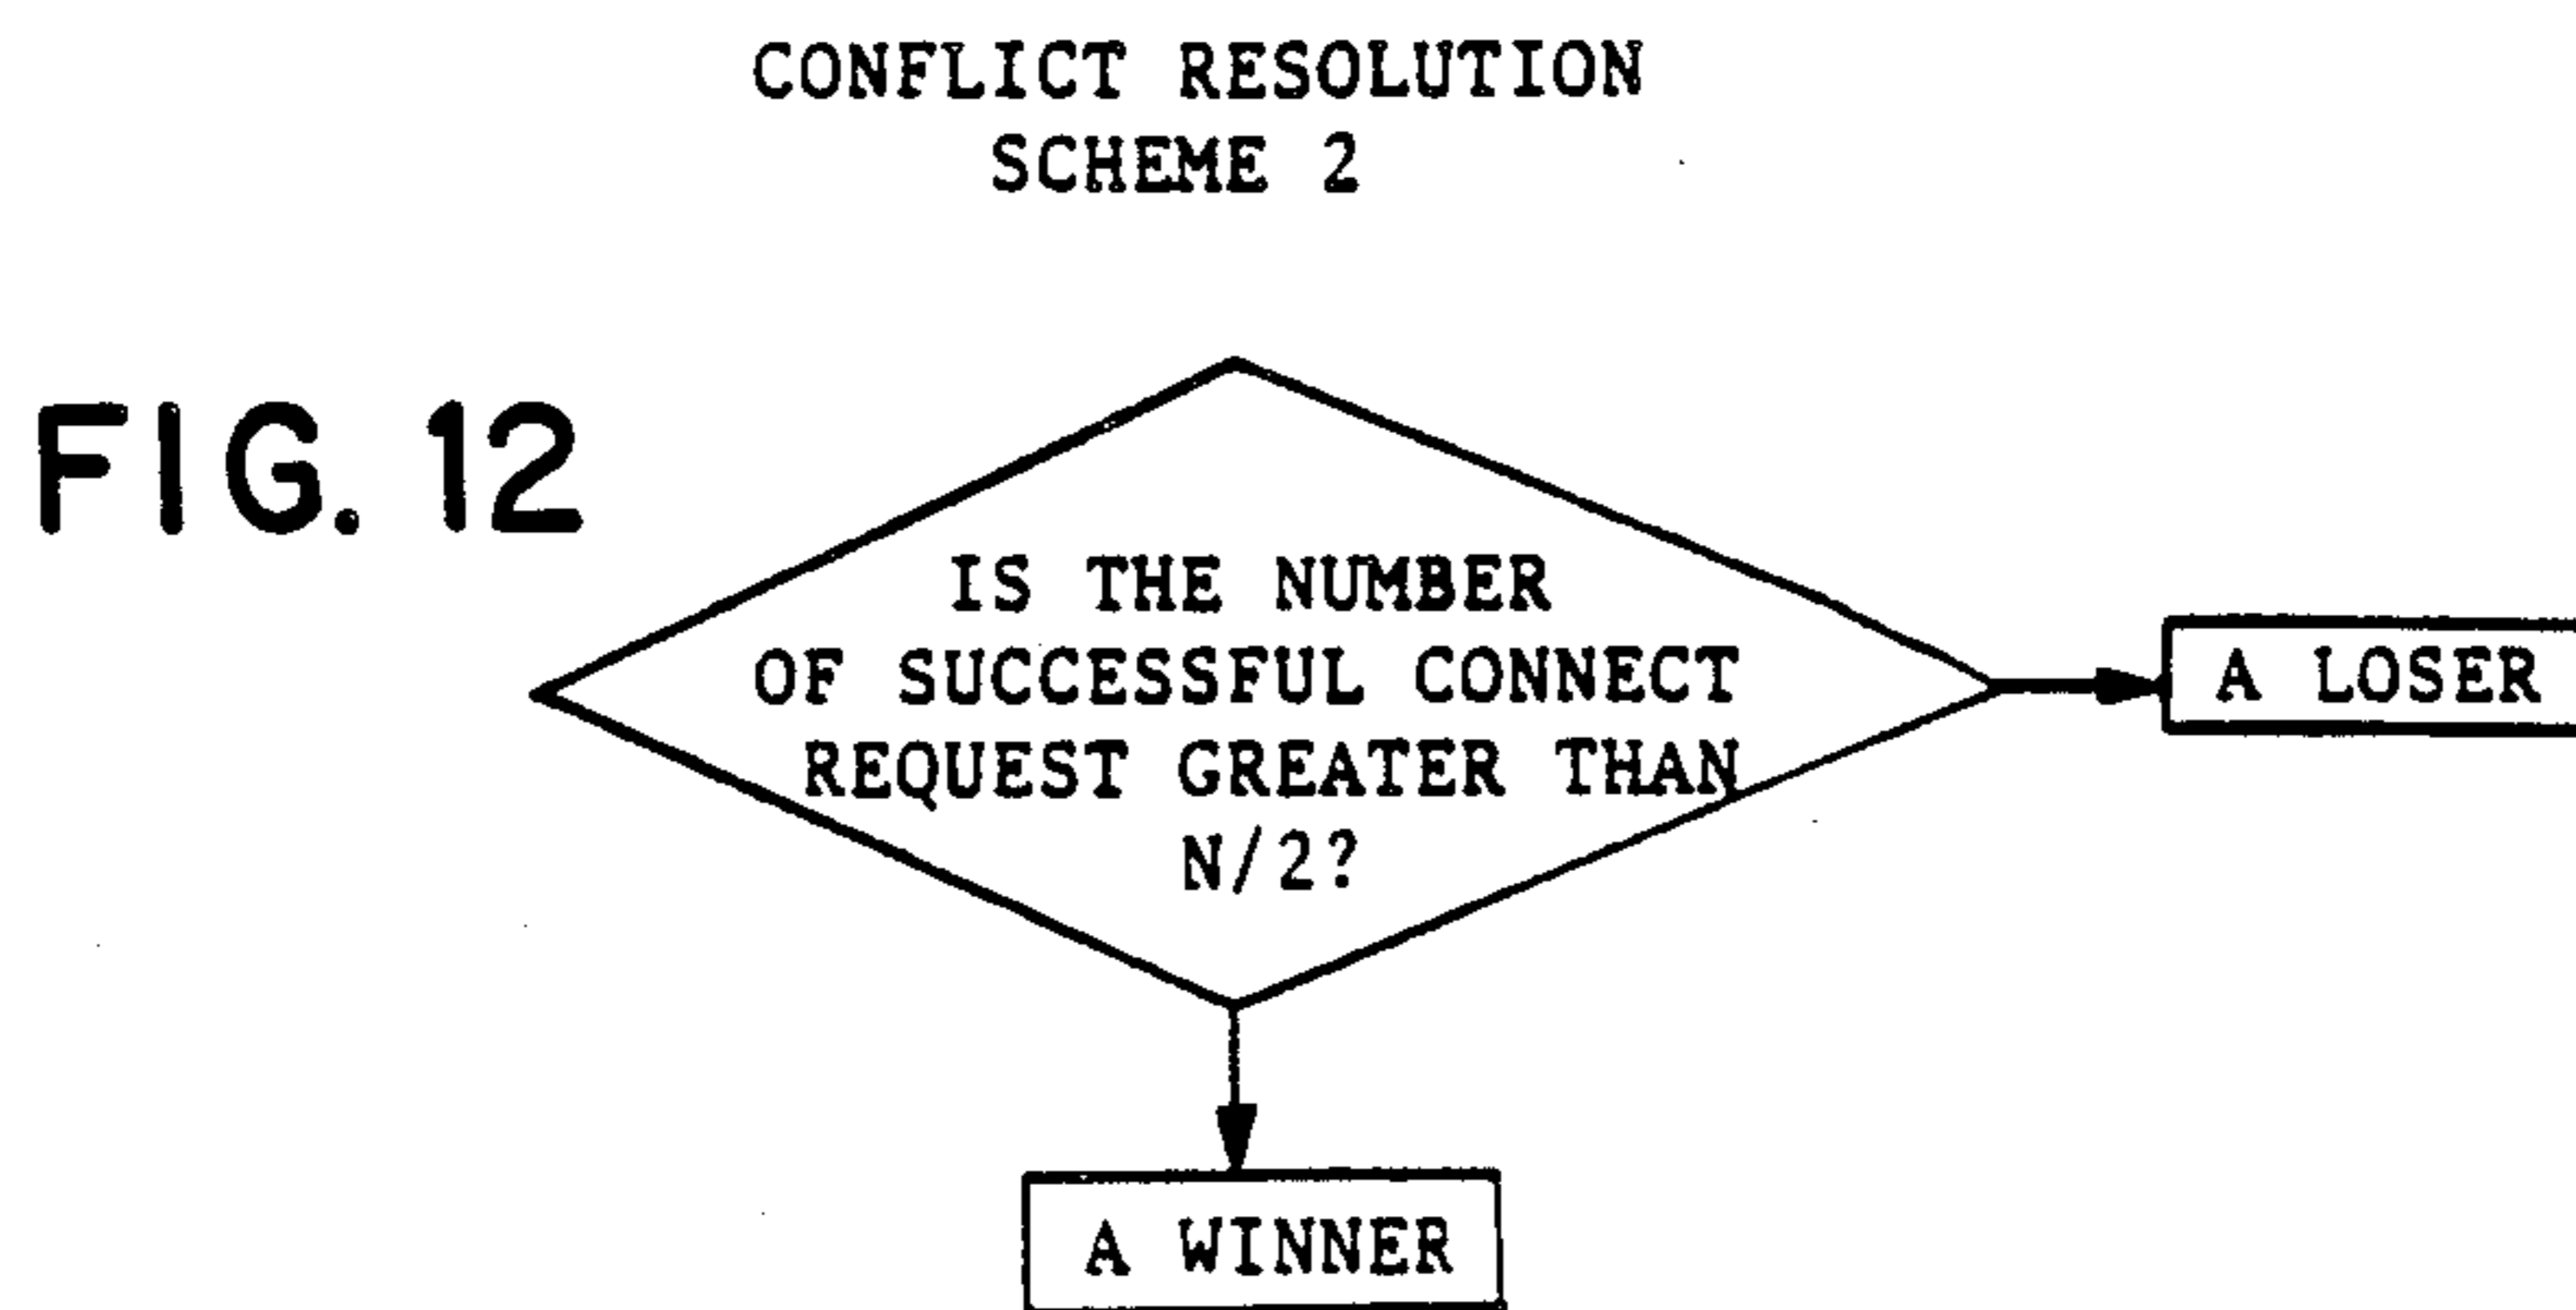 CONFLICT RESOLUTION
SCHEME 2
FIG. 12
IS THE NUMBER
OF SUCCESSFUL CONNECT
REQUEST GREATER THAN
N/2?
A LOSER
A WINNER